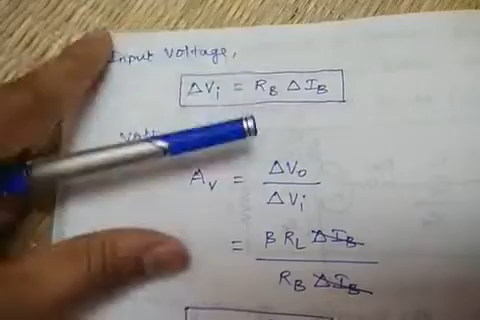 Input voltage,
ΔVi = RB ΔIB
Av = ΔVo / ΔVi
= β RL ΔIB / RB ΔIB